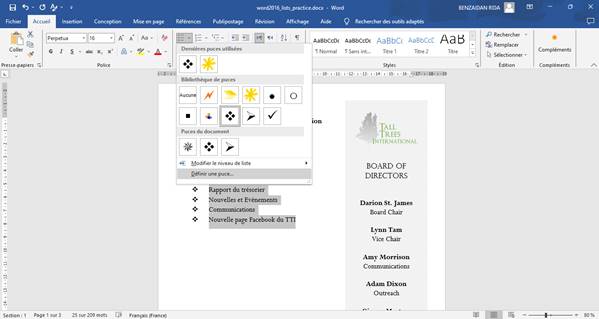 word2016_lists_practice.docx - Word
BENZAIDAN RIDA
Fichier
Accueil
Insertion
Conception
Mise en page
Références
Publipostage
Révision
Affichage
Aide
Rechercher des outils adaptés
Coller
Presse-papiers
Perpetua
16
G
I
S
Police
Dernières puces utilisées
Bibliothèque de puces
Aucune
Puces du document
Modifier le niveau de liste
Définir une puce...
AaBbCcDc
AaBbCcDc
AaBbCc
AaBbCcD
AaB
¶ Normal
¶ Sans int...
Titre 1
Titre 2
Titre
Styles
Rechercher
Remplacer
Sélectionner
Édition
Compléments
Compléments
Rapport du trésorier
Nouvelles et Evènements
Communications
Nouvelle page Facebook du TTI
TALL
TREES
INTERNATIONAL
BOARD OF
DIRECTORS
Darion St. James
Board Chair
Lynn Tam
Vice Chair
Amy Morrison
Communications
Adam Dixon
Outreach
Section : 1
Page 1 sur 3
25 sur 209 mots
Français (France)
80 %